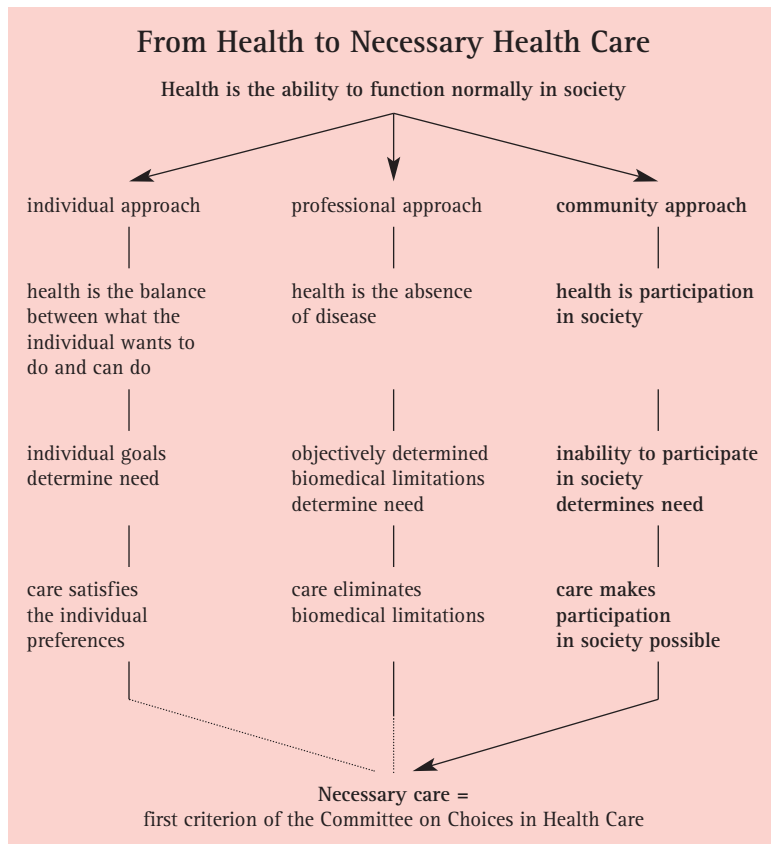 From Health to Necessary Health Care
Health is the ability to function normally in society
individual approach
health is the balance
between what the
individual wants to
do and can do
individual goals
determine need
care satisfies
the individual
preferences
professional approach
health is the absence
of disease
objectively determined
biomedical limitations
determine need
care eliminates
biomedical limitations
community approach
health is participation
in society
inability to participate
in society
determines need
care makes
participation
in society possible
Necessary care =
first criterion of the Committee on Choices in Health Care